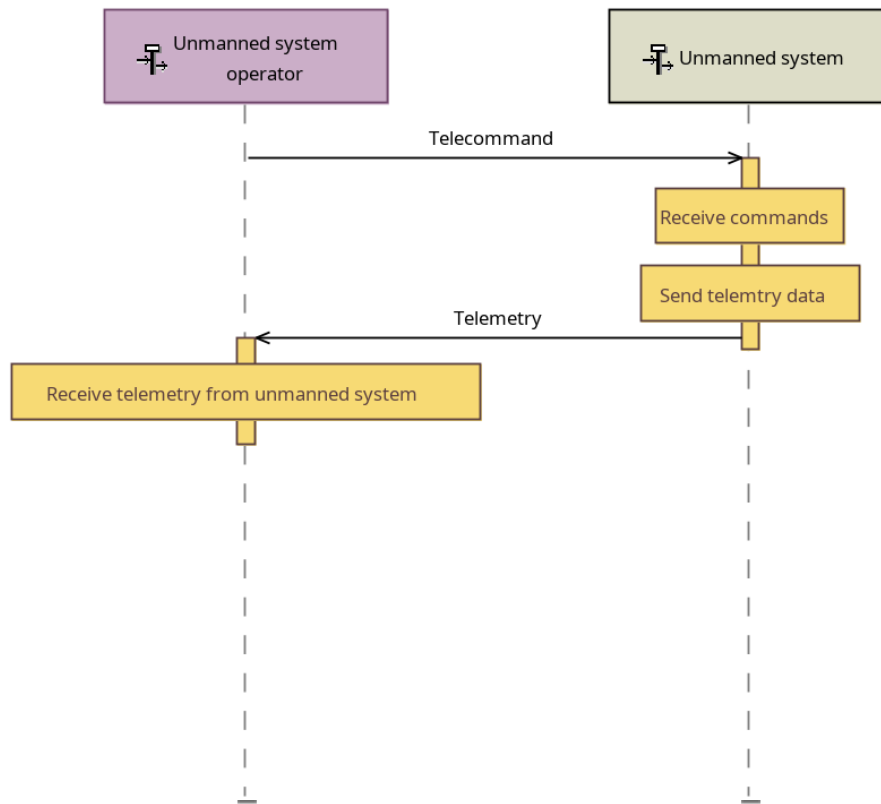 Unmanned system
operator
Unmanned system
Telecommand
Receive commands
Send telemtry data
Telemetry
Receive telemetry from unmanned system